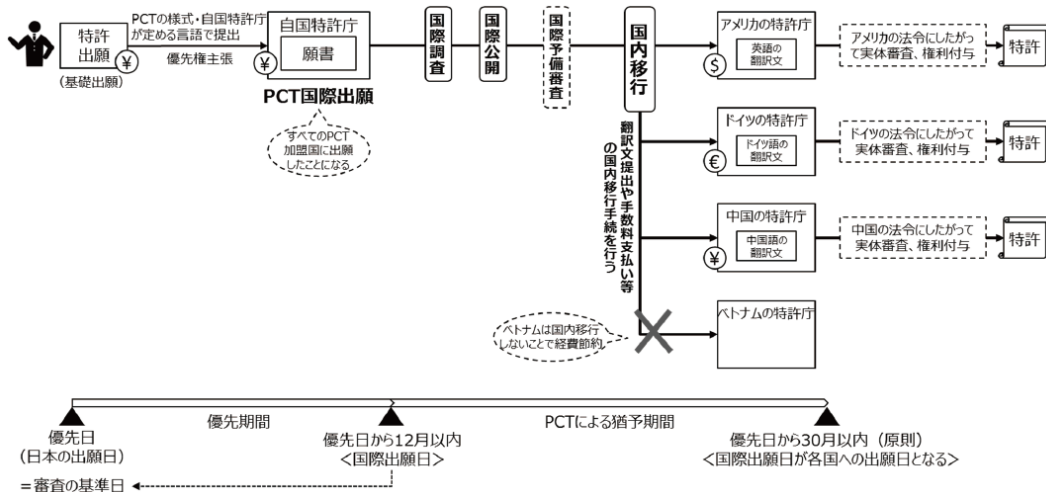 特許
出願
¥
(基礎出願)
PCTの様式・自国特許庁
が定める言語で提出
優先権主張
自国特許庁
願書
¥
PCT国際出願
すべてのPCT
加盟国に出願
したことになる
国際調査
国際公開
国際予備審査
国内移行
翻訳文提出や手数料支払い等
の国内移行手続を行う
アメリカの特許庁
英語の
翻訳文
$
アメリカの法令にしたがっ
て実体審査、権利付与
特許
ドイツの特許庁
ドイツ語の
翻訳文
€
ドイツの法令にしたがって
実体審査、権利付与
特許
中国の特許庁
中国語の
翻訳文
¥
中国の法令にしたがって
実体審査、権利付与
特許
ベトナムの特許庁
ベトナムは国内移行
しないことで経費節約
優先期間
PCTによる猶予期間
優先日
(日本の出願日)
=審査の基準日
優先日から12月以内
<国際出願日>
優先日から30月以内(原則)
<国際出願日が各国への出願日となる>